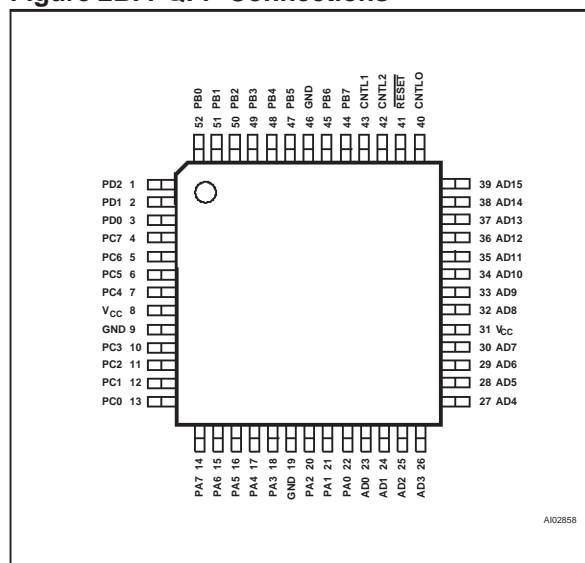 Figure Connections
52 PB0
51 PB1
50 PB2
49 PB3
48 PB4
47 PB5
46 GND
45 PB6
44 PB7
43 CNTL1
42 CNTL2
41 RESET
40 CNTL0
PD2 1
PD1 2
PD0 3
PC7 4
PC6 5
PC5 6
PC4 7
VCC 8
GND 9
PC3 10
PC2 11
PC1 12
PC0 13
39 AD15
38 AD14
37 AD13
36 AD12
35 AD11
34 AD10
33 AD9
32 AD8
31 VCC
30 AD7
29 AD6
28 AD5
27 AD4
PA7 14
PA6 15
PA5 16
PA4 17
PA3 18
GND 19
PA2 20
PA1 21
PA0 22
AD0 23
AD1 24
AD2 25
AD3 26
AI02858